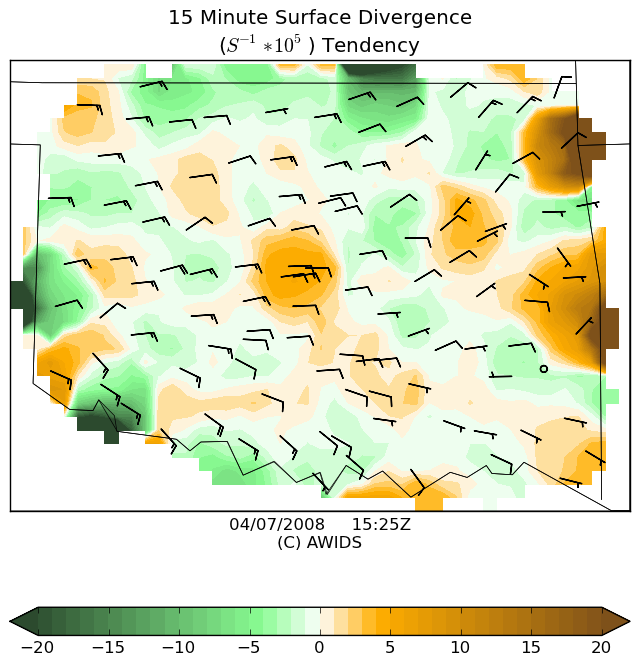 15 Minute Surface Divergence
(S⁻¹ *10⁵ ) Tendency
04/07/2008 15:25Z
(C) AWIDS
−20 −15 −10 −5 0 5 10 15 20